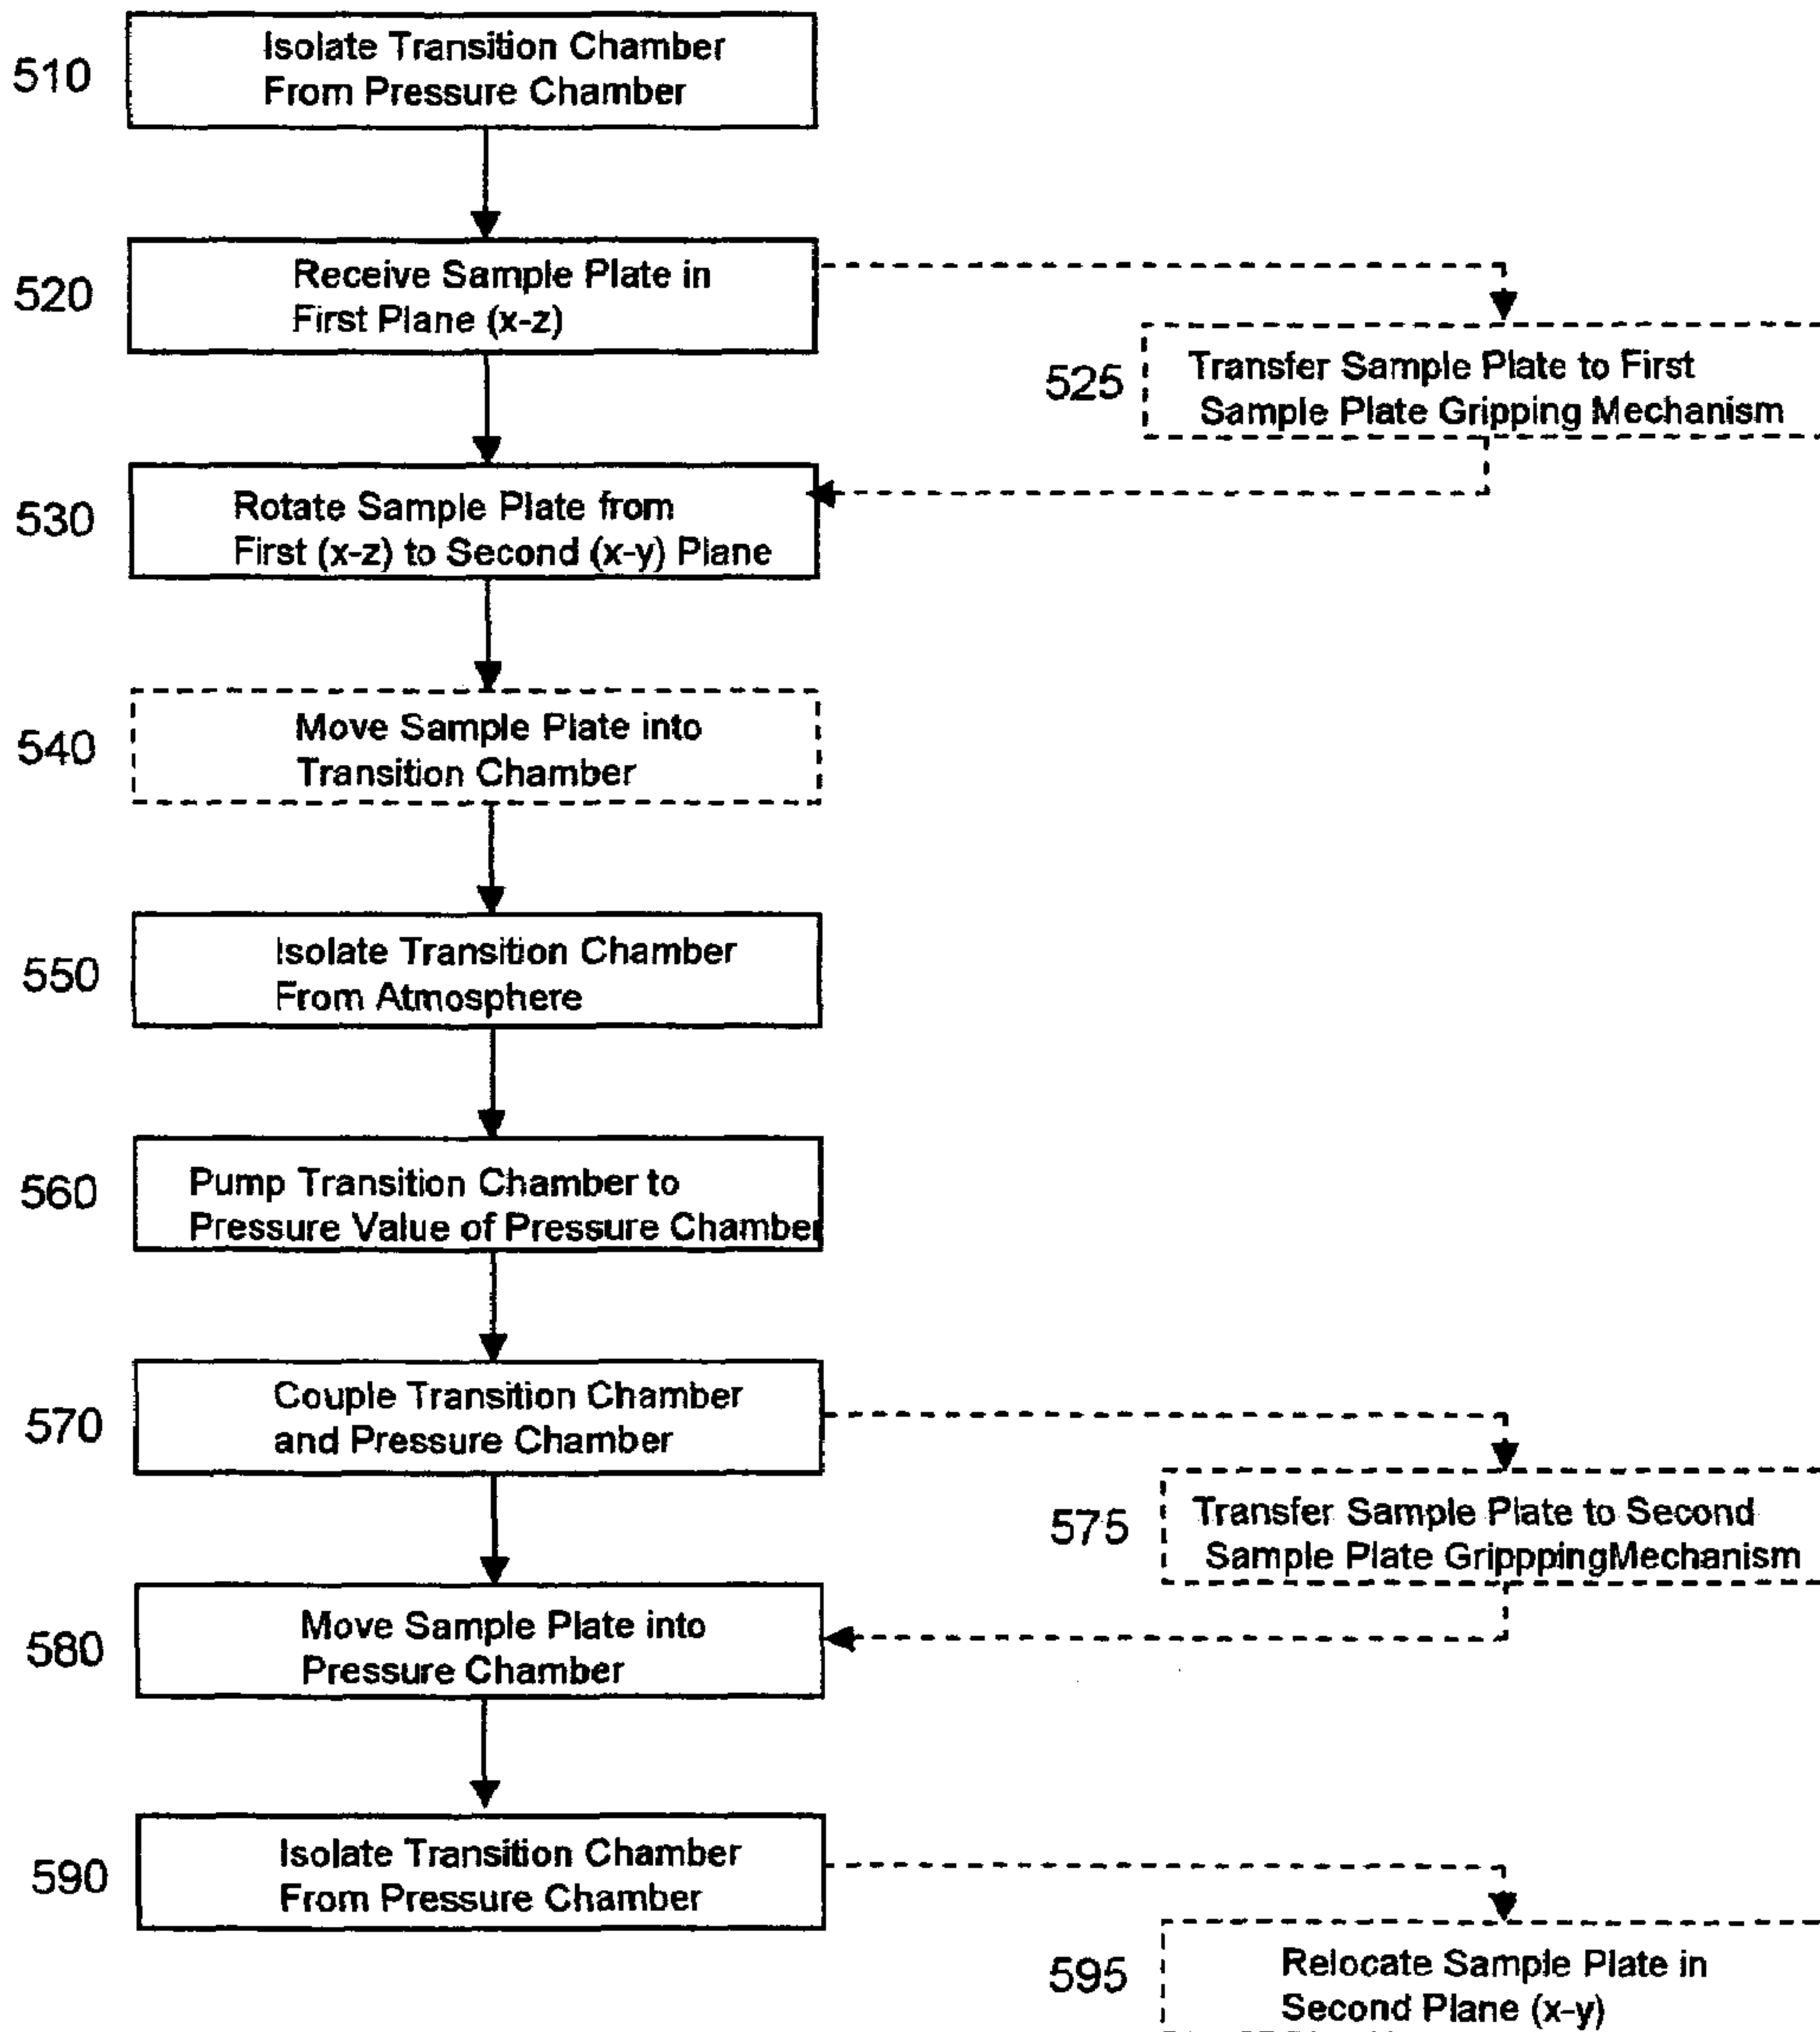 510
Isolate Transition Chamber
From Pressure Chamber
520
Receive Sample Plate in
First Plane (x-z)
525
Transfer Sample Plate to First
Sample Plate Gripping Mechanism
530
Rotate Sample Plate from
First (x-z) to Second (x-y) Plane
540
Move Sample Plate into
Transition Chamber
550
Isolate Transition Chamber
From Atmosphere
560
Pump Transition Chamber to
Pressure Value of Pressure Chamber
570
Couple Transition Chamber
and Pressure Chamber
575
Transfer Sample Plate to Second
Sample Plate GripppingMechanism
580
Move Sample Plate into
Pressure Chamber
590
Isolate Transition Chamber
From Pressure Chamber
595
Relocate Sample Plate in
Second Plane (x-y)